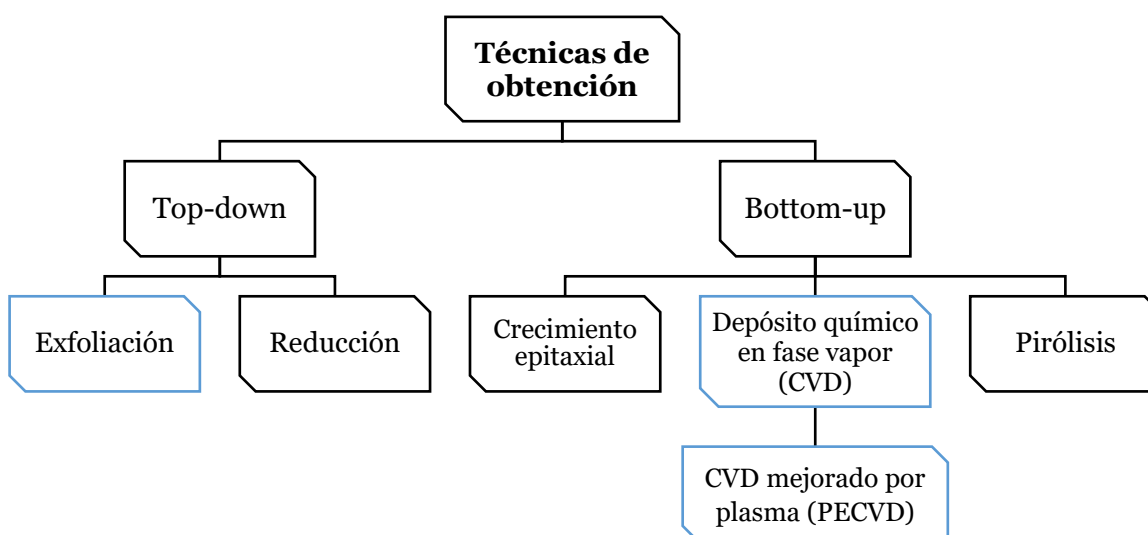 Técnicas de
obtención
Top-down
Bottom-up
Exfoliación
Reducción
Crecimiento
epitaxial
Depósito químico
en fase vapor
(CVD)
Pirólisis
CVD mejorado por
plasma (PECVD)